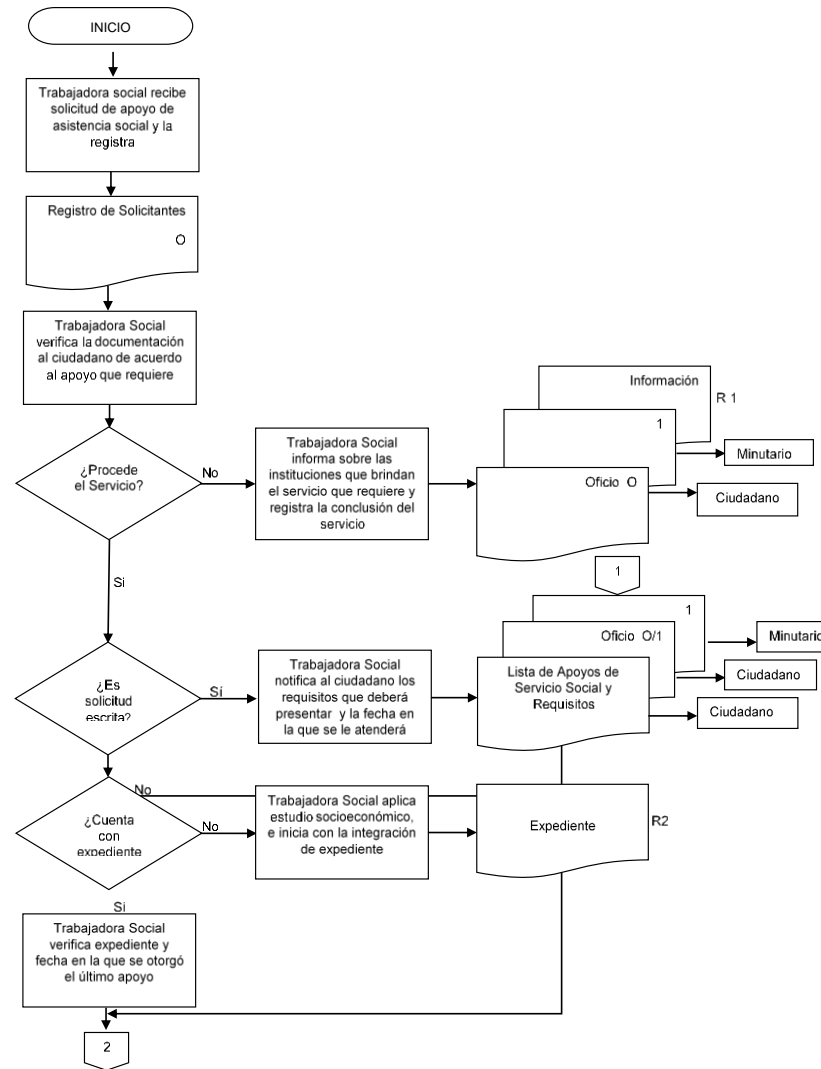 INICIO
Trabajadora social recibe
solicitud de apoyo de
asistencia social y la
registra
Registro de Solicitantes
O
Trabajadora Social
verifica la documentación
al ciudadano de acuerdo
al apoyo que requiere
¿Procede
el Servicio?
No
Trabajadora Social
informa sobre las
instituciones que brindan
el servicio que requiere y
registra la conclusión del
servicio
Información
R 1
1
Minutario
Oficio O
Ciudadano
1
Si
¿Es
solicitud
escrita?
Sí
Trabajadora Social
notifica al ciudadano los
requisitos que deberá
presentar y la fecha en
la que se le atenderá
1
Minutario
Oficio O/1
Ciudadano
Lista de Apoyos de
Servicio Social y
Requisitos
Ciudadano
No
¿Cuenta
con
expediente
No
Trabajadora Social aplica
estudio socioeconómico,
e inicia con la integración
de expediente
Expediente
R2
Si
Trabajadora Social
verifica expediente y
fecha en la que se otorgó
el último apoyo
2